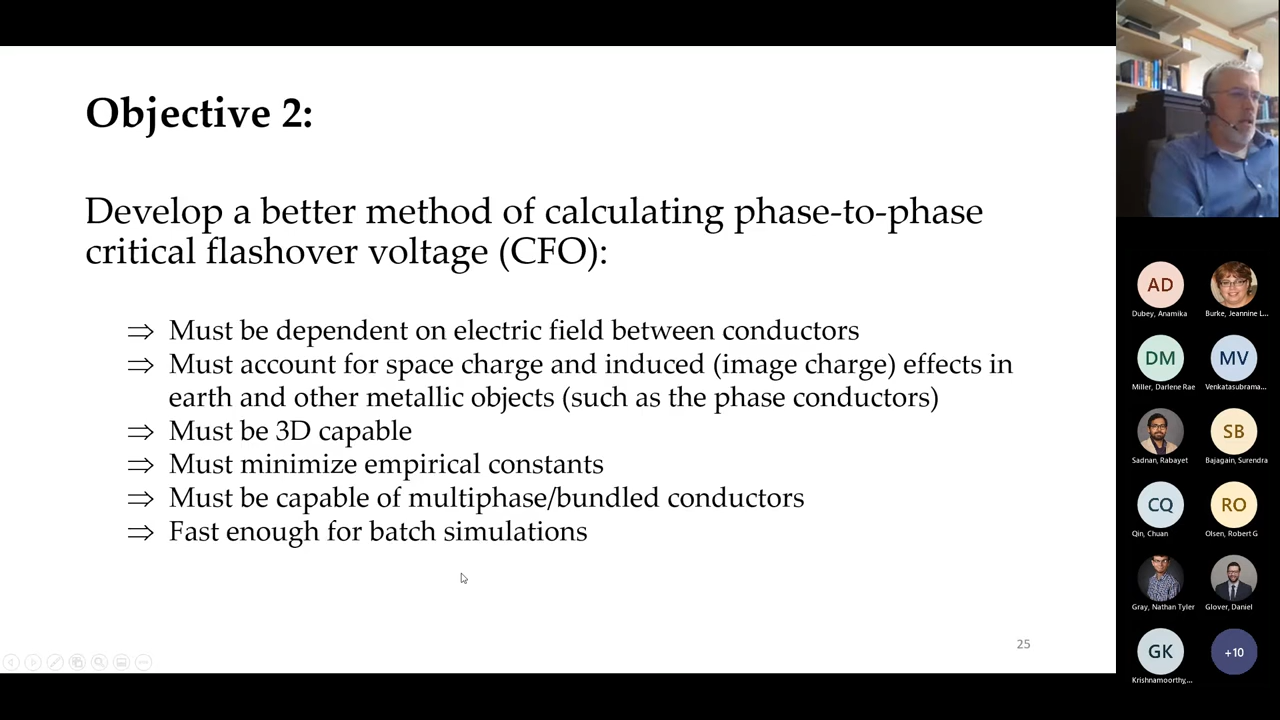 Objective 2:
Develop a better method of calculating phase-to-phase
critical flashover voltage (CFO):
⇒ Must be dependent on electric field between conductors
⇒ Must account for space charge and induced (image charge) effects in
earth and other metallic objects (such as the phase conductors)
⇒ Must be 3D capable
⇒ Must minimize empirical constants
⇒ Must be capable of multiphase/bundled conductors
⇒ Fast enough for batch simulations
25
AD
Dubey, Anamika
Burke, Jeannine L...
DM
MV
Miller, Darlene Rae
Venkatasubrama...
SB
Sadnan, Rabayet
Bajagain, Surendra
CQ
RO
Qin, Chuan
Olsen, Robert G
Gray, Nathan Tyler
Glover, Daniel
GK
+10
Krishnamoorthy,...